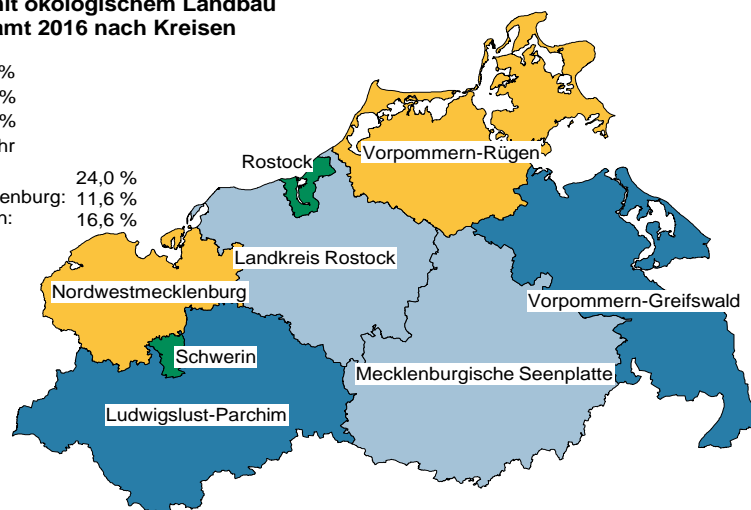 mit ökologischem Landbau
amt 2016 nach Kreisen
%
%
%
hr
24,0 %
enburg: 11,6 %
n: 16,6 %
Rostock
Vorpommern-Rügen
Landkreis Rostock
Nordwestmecklenburg
Vorpommern-Greifswald
Schwerin
Mecklenburgische Seenplatte
Ludwigslust-Parchim